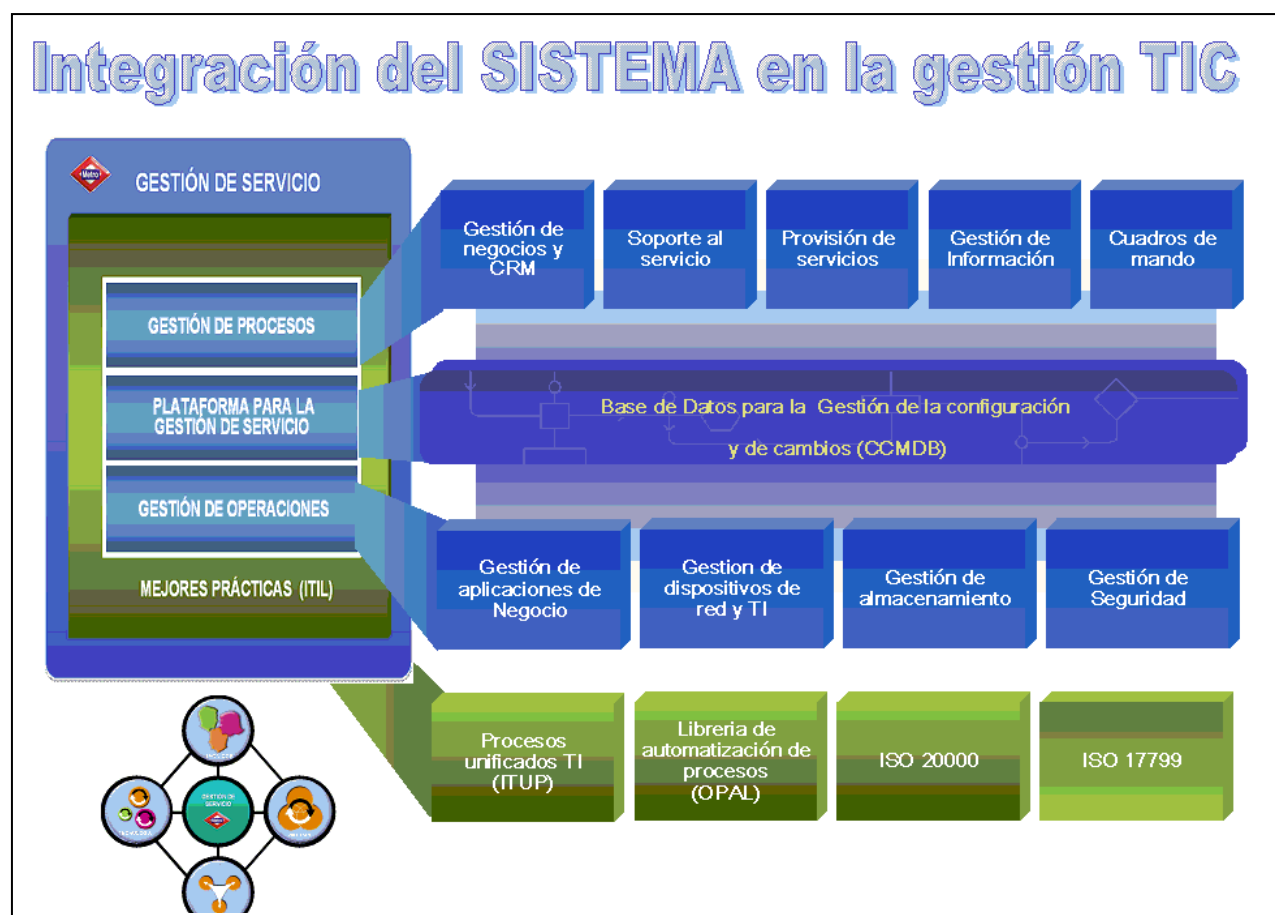 Integración del SISTEMA en la gestión TIC
Metro
GESTIÓN DE SERVICIO
GESTIÓN DE PROCESOS
PLATAFORMA PARA LA
GESTIÓN DE SERVICIO
GESTIÓN DE OPERACIONES
MEJORES PRÁCTICAS (ITIL)
Gestión de
negocios y
CRM
Soporte al
servicio
Provisión de
servicios
Gestión de
Información
Cuadros de
mando
Base de Datos para la Gestión de la configuración
y de cambios (CCMDB)
Gestión de
aplicaciones de
Negocio
Gestion de
dispositivos de
red y TI
Gestión de
almacenamiento
Gestión de
Seguridad
Procesos
unificados TI
(ITUP)
Libreria de
automatización de
procesos
(OPAL)
ISO 20000
ISO 17799
GESTIÓN DE
SERVICIO